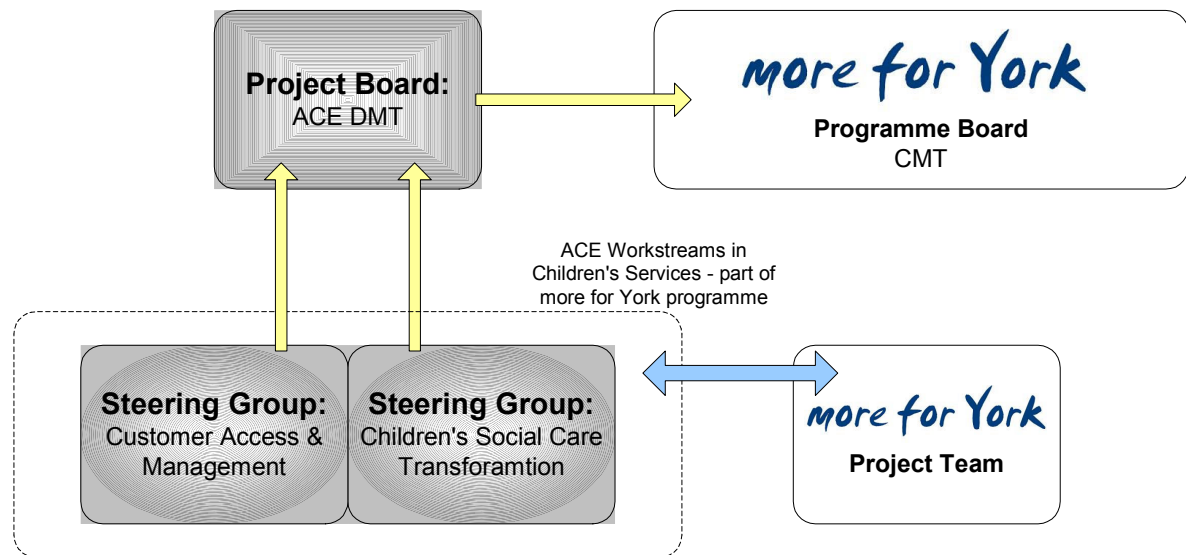 Project Board:
ACE DMT
more for York
Programme Board
CMT
ACE Workstreams in
Children's Services - part of
more for York programme
Steering Group:
Customer Access &
Management
Steering Group:
Children's Social Care
Transforamtion
more for York
Project Team